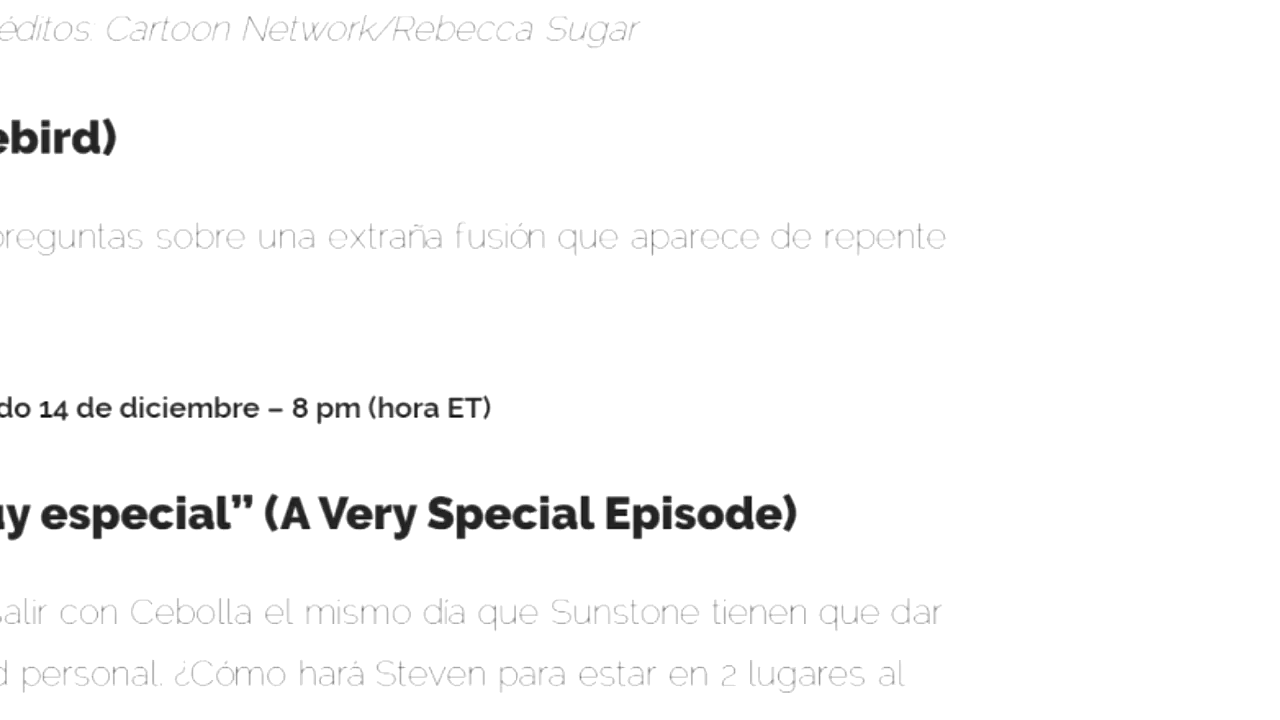 éditos: Cartoon Network/Rebecca Sugar
ebird)
preguntas sobre una extraña fusión que aparece de repente
do 14 de diciembre – 8 pm (hora ET)
uy especial” (A Very Special Episode)
salir con Cebolla el mismo día que Sunstone tienen que dar
d personal. ¿Cómo hará Steven para estar en 2 lugares al